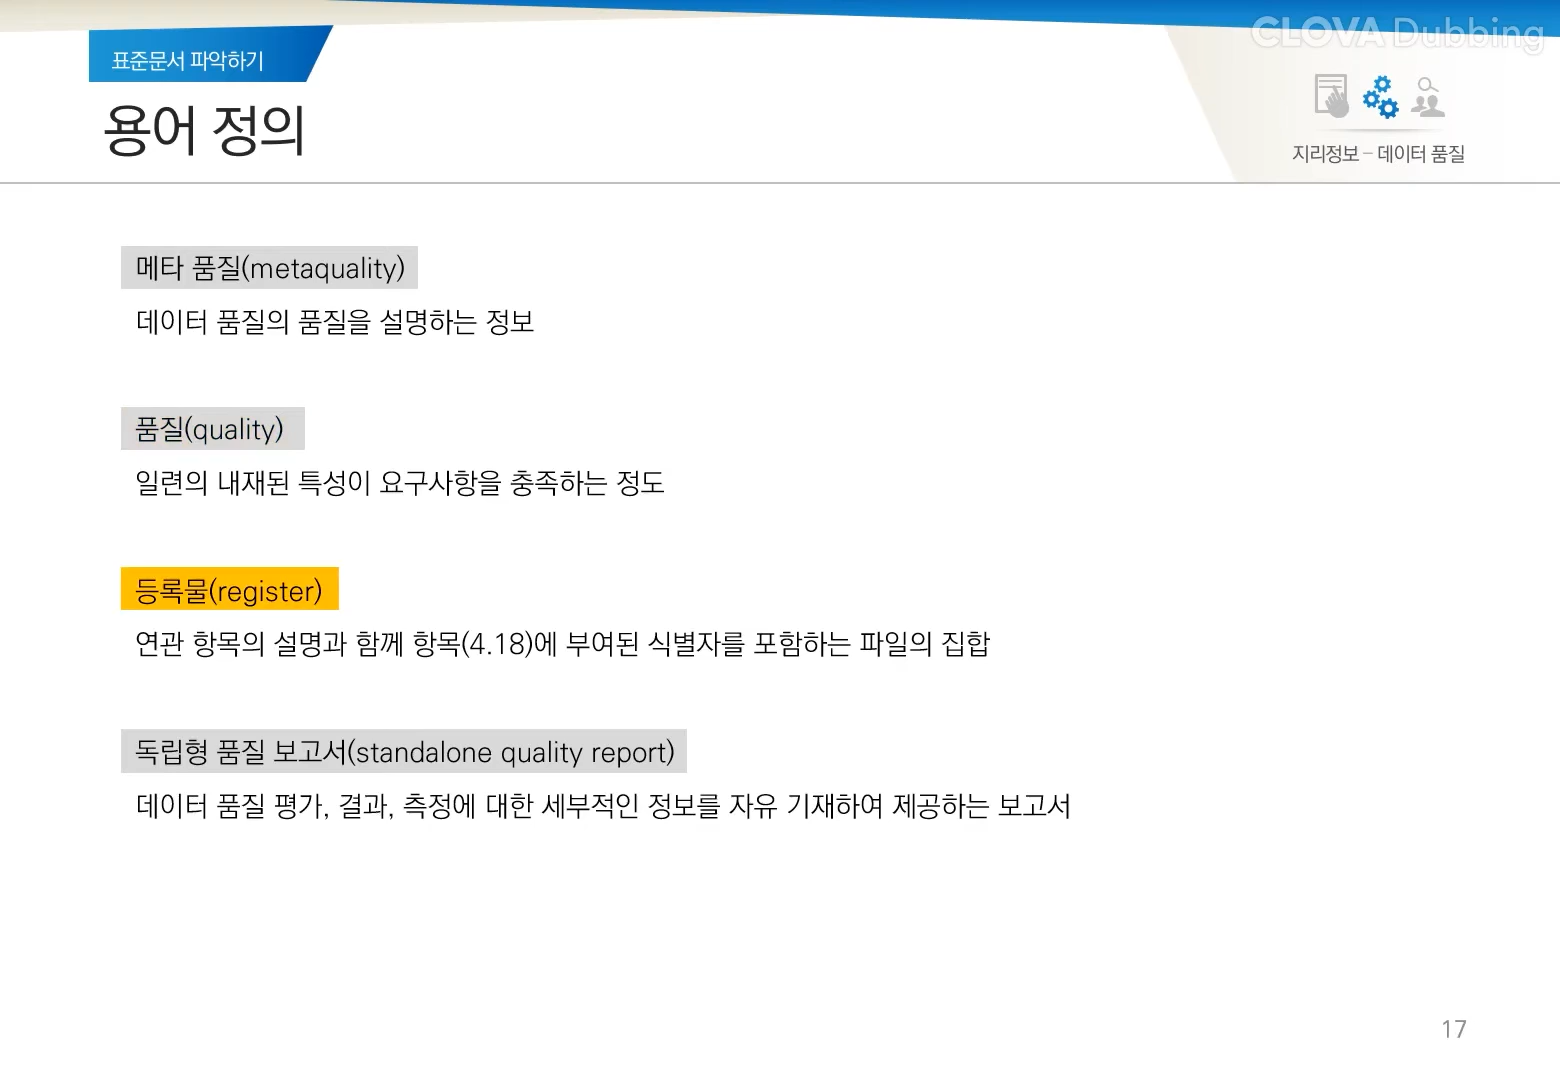 CLOVA Dubbing
표준문서 파악하기
용어 정의
지리정보 – 데이터 품질
메타 품질(metaquality)
데이터 품질의 품질을 설명하는 정보
품질(quality)
일련의 내재된 특성이 요구사항을 충족하는 정도
등록물(register)
연관 항목의 설명과 함께 항목(4.18)에 부여된 식별자를 포함하는 파일의 집합
독립형 품질 보고서(standalone quality report)
데이터 품질 평가, 결과, 측정에 대한 세부적인 정보를 자유 기재하여 제공하는 보고서
17